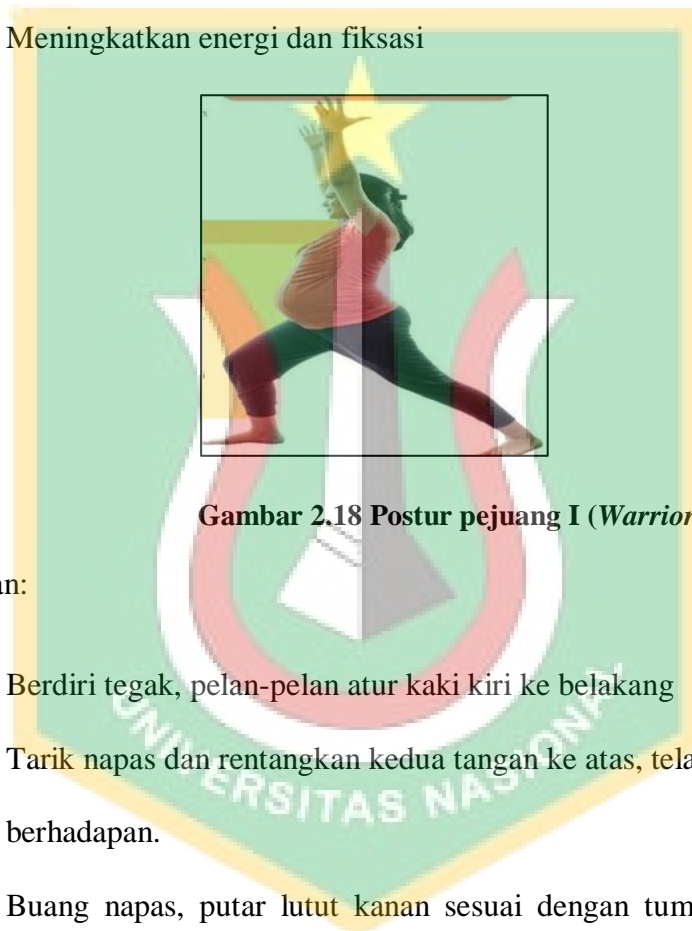 Meningkatkan energi dan fiksasi
Gambar 2.18 Postur pejuang I (Warrior
an:
Berdiri tegak, pelan-pelan atur kaki kiri ke belakang
Tarik napas dan rentangkan kedua tangan ke atas, tela
berhadapan.
Buang napas, putar lutut kanan sesuai dengan tum
UNIVERSITAS NASIONAL